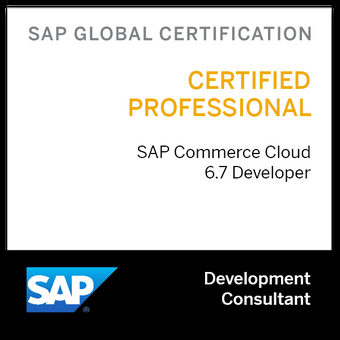 SAP GLOBAL CERTIFICATION
CERTIFIED
PROFESSIONAL
SAP Commerce Cloud
6.7 Developer
SAP ®
Development
Consultant